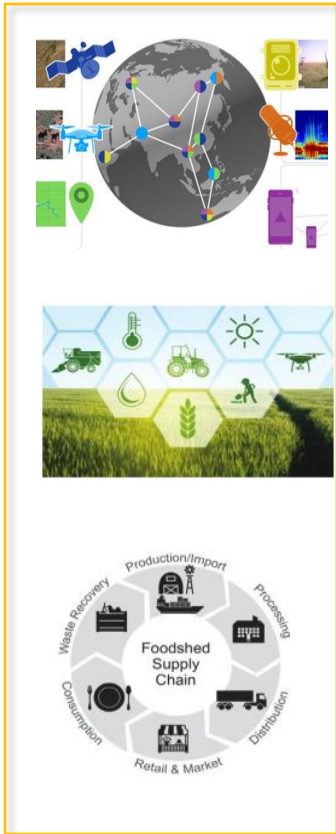 Production/Import
Processing
Distribution
Retail & Market
Consumption
Waste Recovery
Foodshed
Supply
Chain